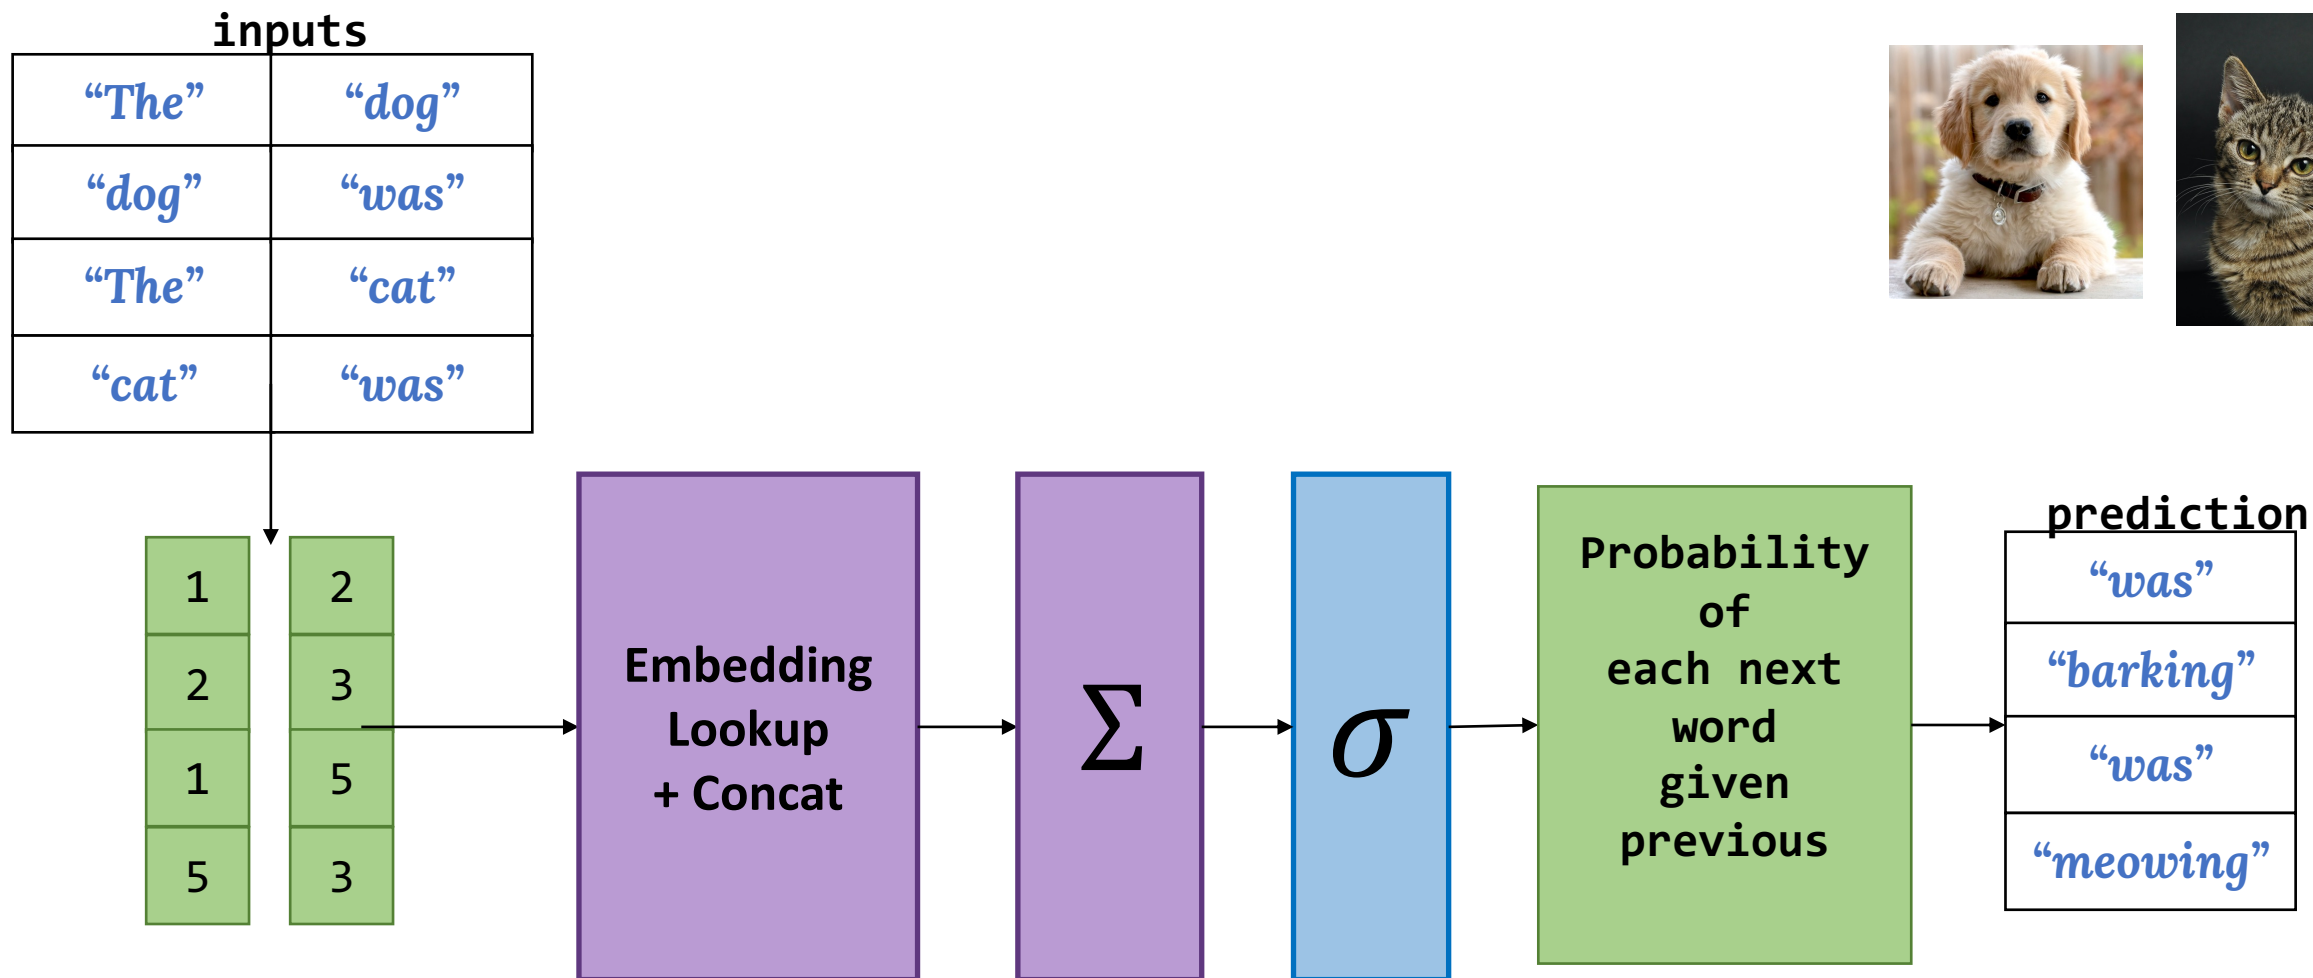 inputs
“The” “dog”
“dog” “was”
“The” “cat”
“cat” “was”
1 2
2 3
1 5
5 3
Embedding
Lookup
+ Concat
Σ
σ
Probability
of
each next
word
given
previous
prediction
“was”
“barking”
“was”
“meowing”